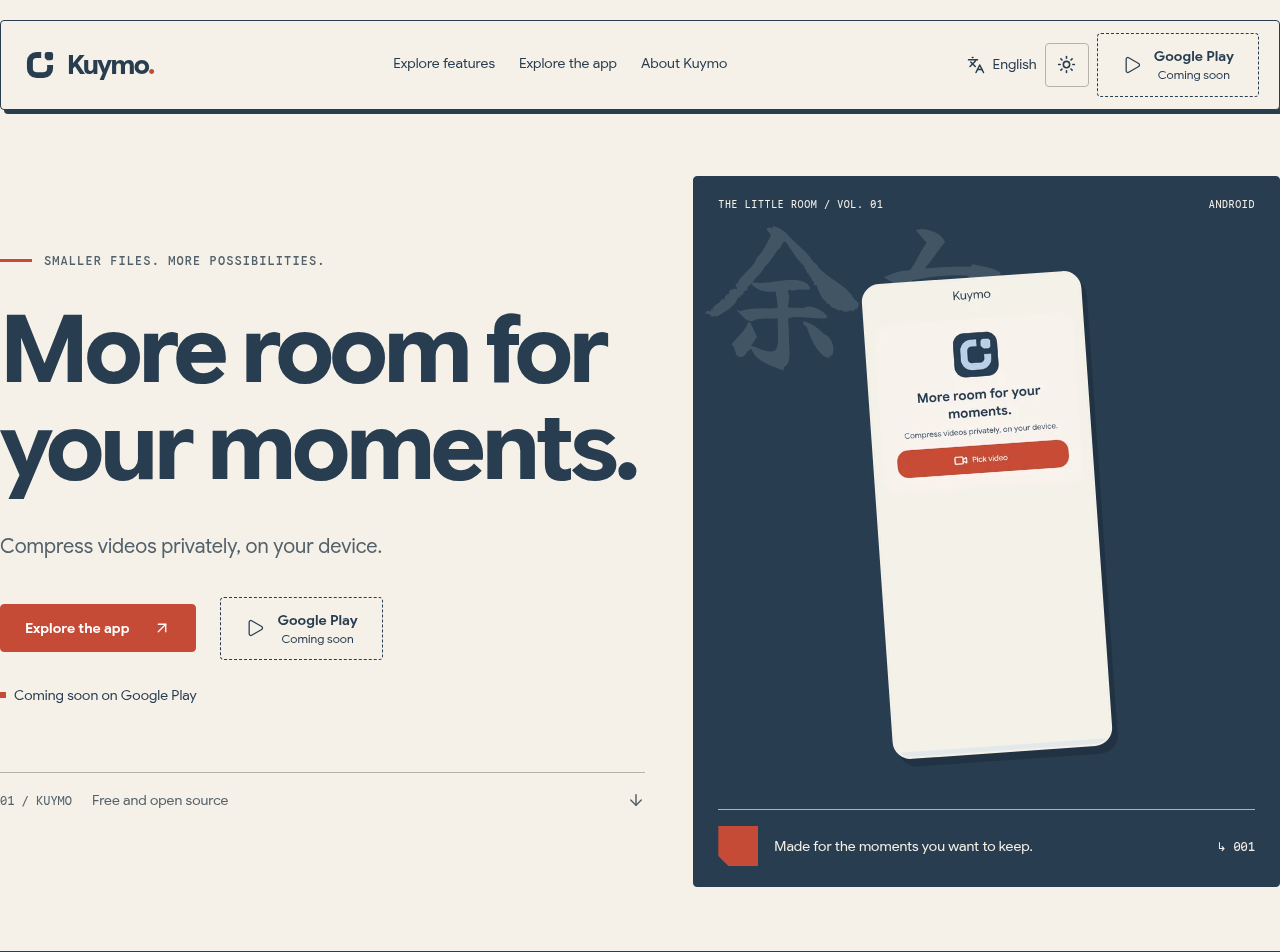 Kuymo.
Explore features
Explore the app
About Kuymo
English
Google Play
Coming soon
SMALLER FILES. MORE POSSIBILITIES.
More room for
your moments.
Compress videos privately, on your device.
Explore the app
Google Play
Coming soon
Coming soon on Google Play
01 / KUYMO
Free and open source
THE LITTLE ROOM / VOL. 01
ANDROID
余
Kuymo
More room for your
moments.
Compress videos privately, on your device.
Pick video
Made for the moments you want to keep.
↳ 001